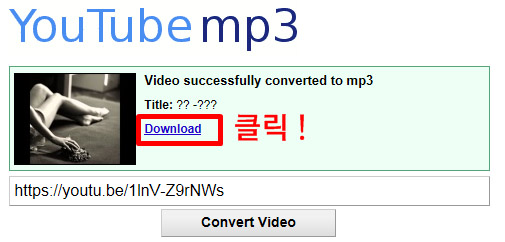 YouTube mp3
Video successfully converted to mp3
Title: ?? -???
Download 클릭 !
https://youtu.be/1lnV-Z9rNWs
Convert Video